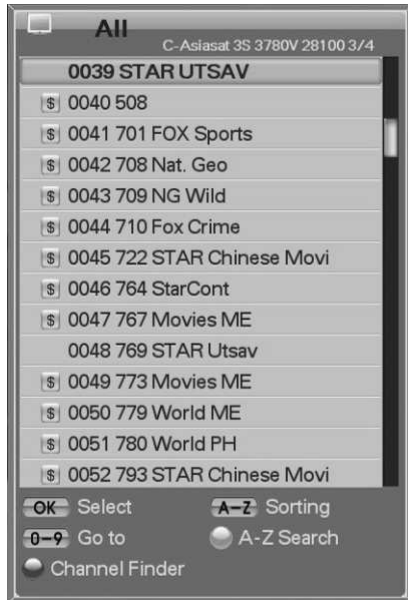 All
C-Asiasat 3S 3780V 28100 3/4
0039 STAR UTSAV
$ 0040 508
$ 0041 701 FOX Sports
$ 0042 708 Nat. Geo
$ 0043 709 NG Wild
$ 0044 710 Fox Crime
$ 0045 722 STAR Chinese Movi
$ 0046 764 StarCont
$ 0047 767 Movies ME
0048 769 STAR Utsav
$ 0049 773 Movies ME
$ 0050 779 World ME
$ 0051 780 World PH
$ 0052 793 STAR Chinese Movi
OK Select A-Z Sorting
0-9 Go to A-Z Search
Channel Finder